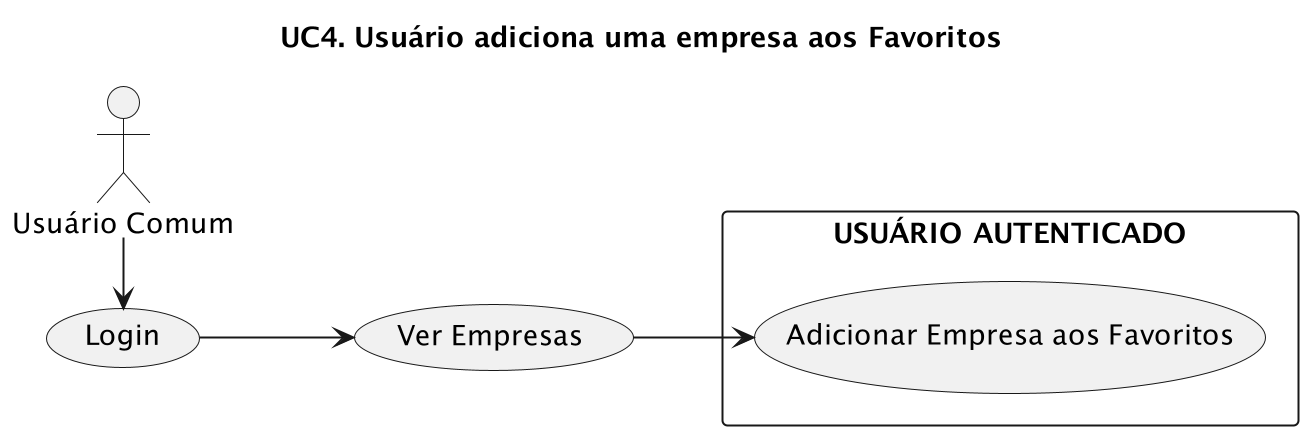 UC4. Usuário adiciona uma empresa aos Favoritos
Usuário Comum
USUÁRIO AUTENTICADO
Login
Ver Empresas
Adicionar Empresa aos Favoritos